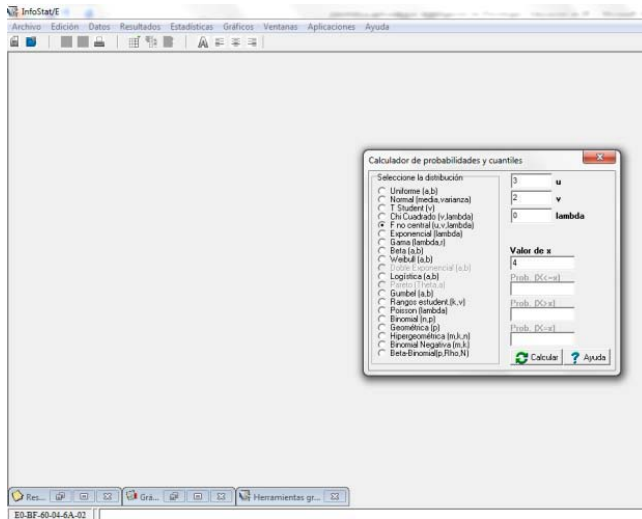 InfoStat/E
Archivo Edición Datos Resultados Estadísticas Gráficos Ventanas Aplicaciones Ayuda
Calculador de probabilidades y cuantiles
Seleccione la distribución
Uniforme (a,b)
Normal (media,varianza)
T Student (v)
Chi Cuadrado (v,lambda)
F no central (u,v,lambda)
Exponencial (lambda)
Gama (lambda,r)
Beta (a,b)
Weibull (a,b)
Doble Exponencial (a,b)
Logística (a,b)
Pareto (Theta,a)
Gumbel (a,b)
Rangos estudent.(k,v)
Poisson (lambda)
Binomial (n,p)
Geométrica (p)
Hipergeométrica (m,k,n)
Binomial Negativa (m,k)
Beta-Binomial(p,Rho,N)
3 u
2 v
0 lambda
Valor de x
4
Prob. (X<=x)
Prob. (X>x)
Prob. (X=x)
Calcular ? Ayuda
Res... Grá... Herramientas gr...
E0-BF-60-04-6A-02